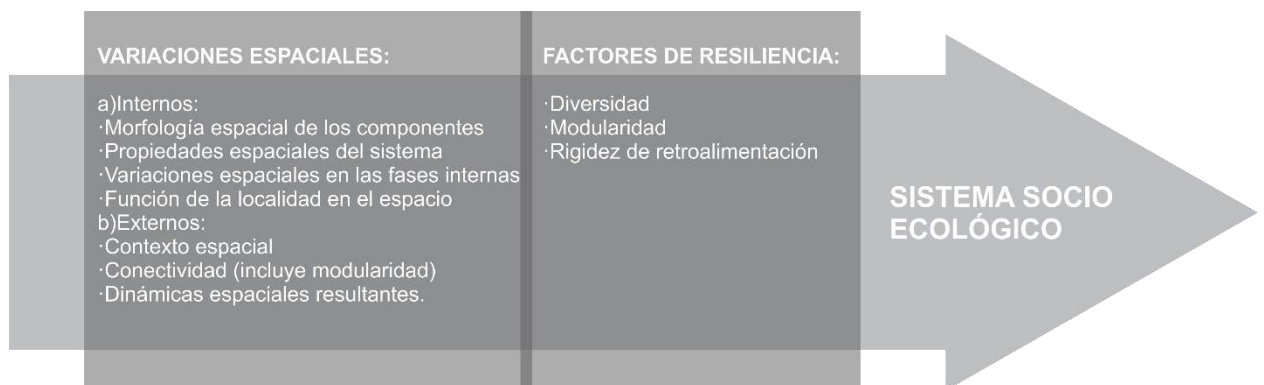 VARIACIONES ESPACIALES:
a)Internos:
·Morfología espacial de los componentes
·Propiedades espaciales del sistema
·Variaciones espaciales en las fases internas
·Función de la localidad en el espacio
b)Externos:
·Contexto espacial
·Conectividad (incluye modularidad)
·Dinámicas espaciales resultantes.
FACTORES DE RESILIENCIA:
·Diversidad
·Modularidad
·Rigidez de retroalimentación
SISTEMA SOCIO
ECOLÓGICO